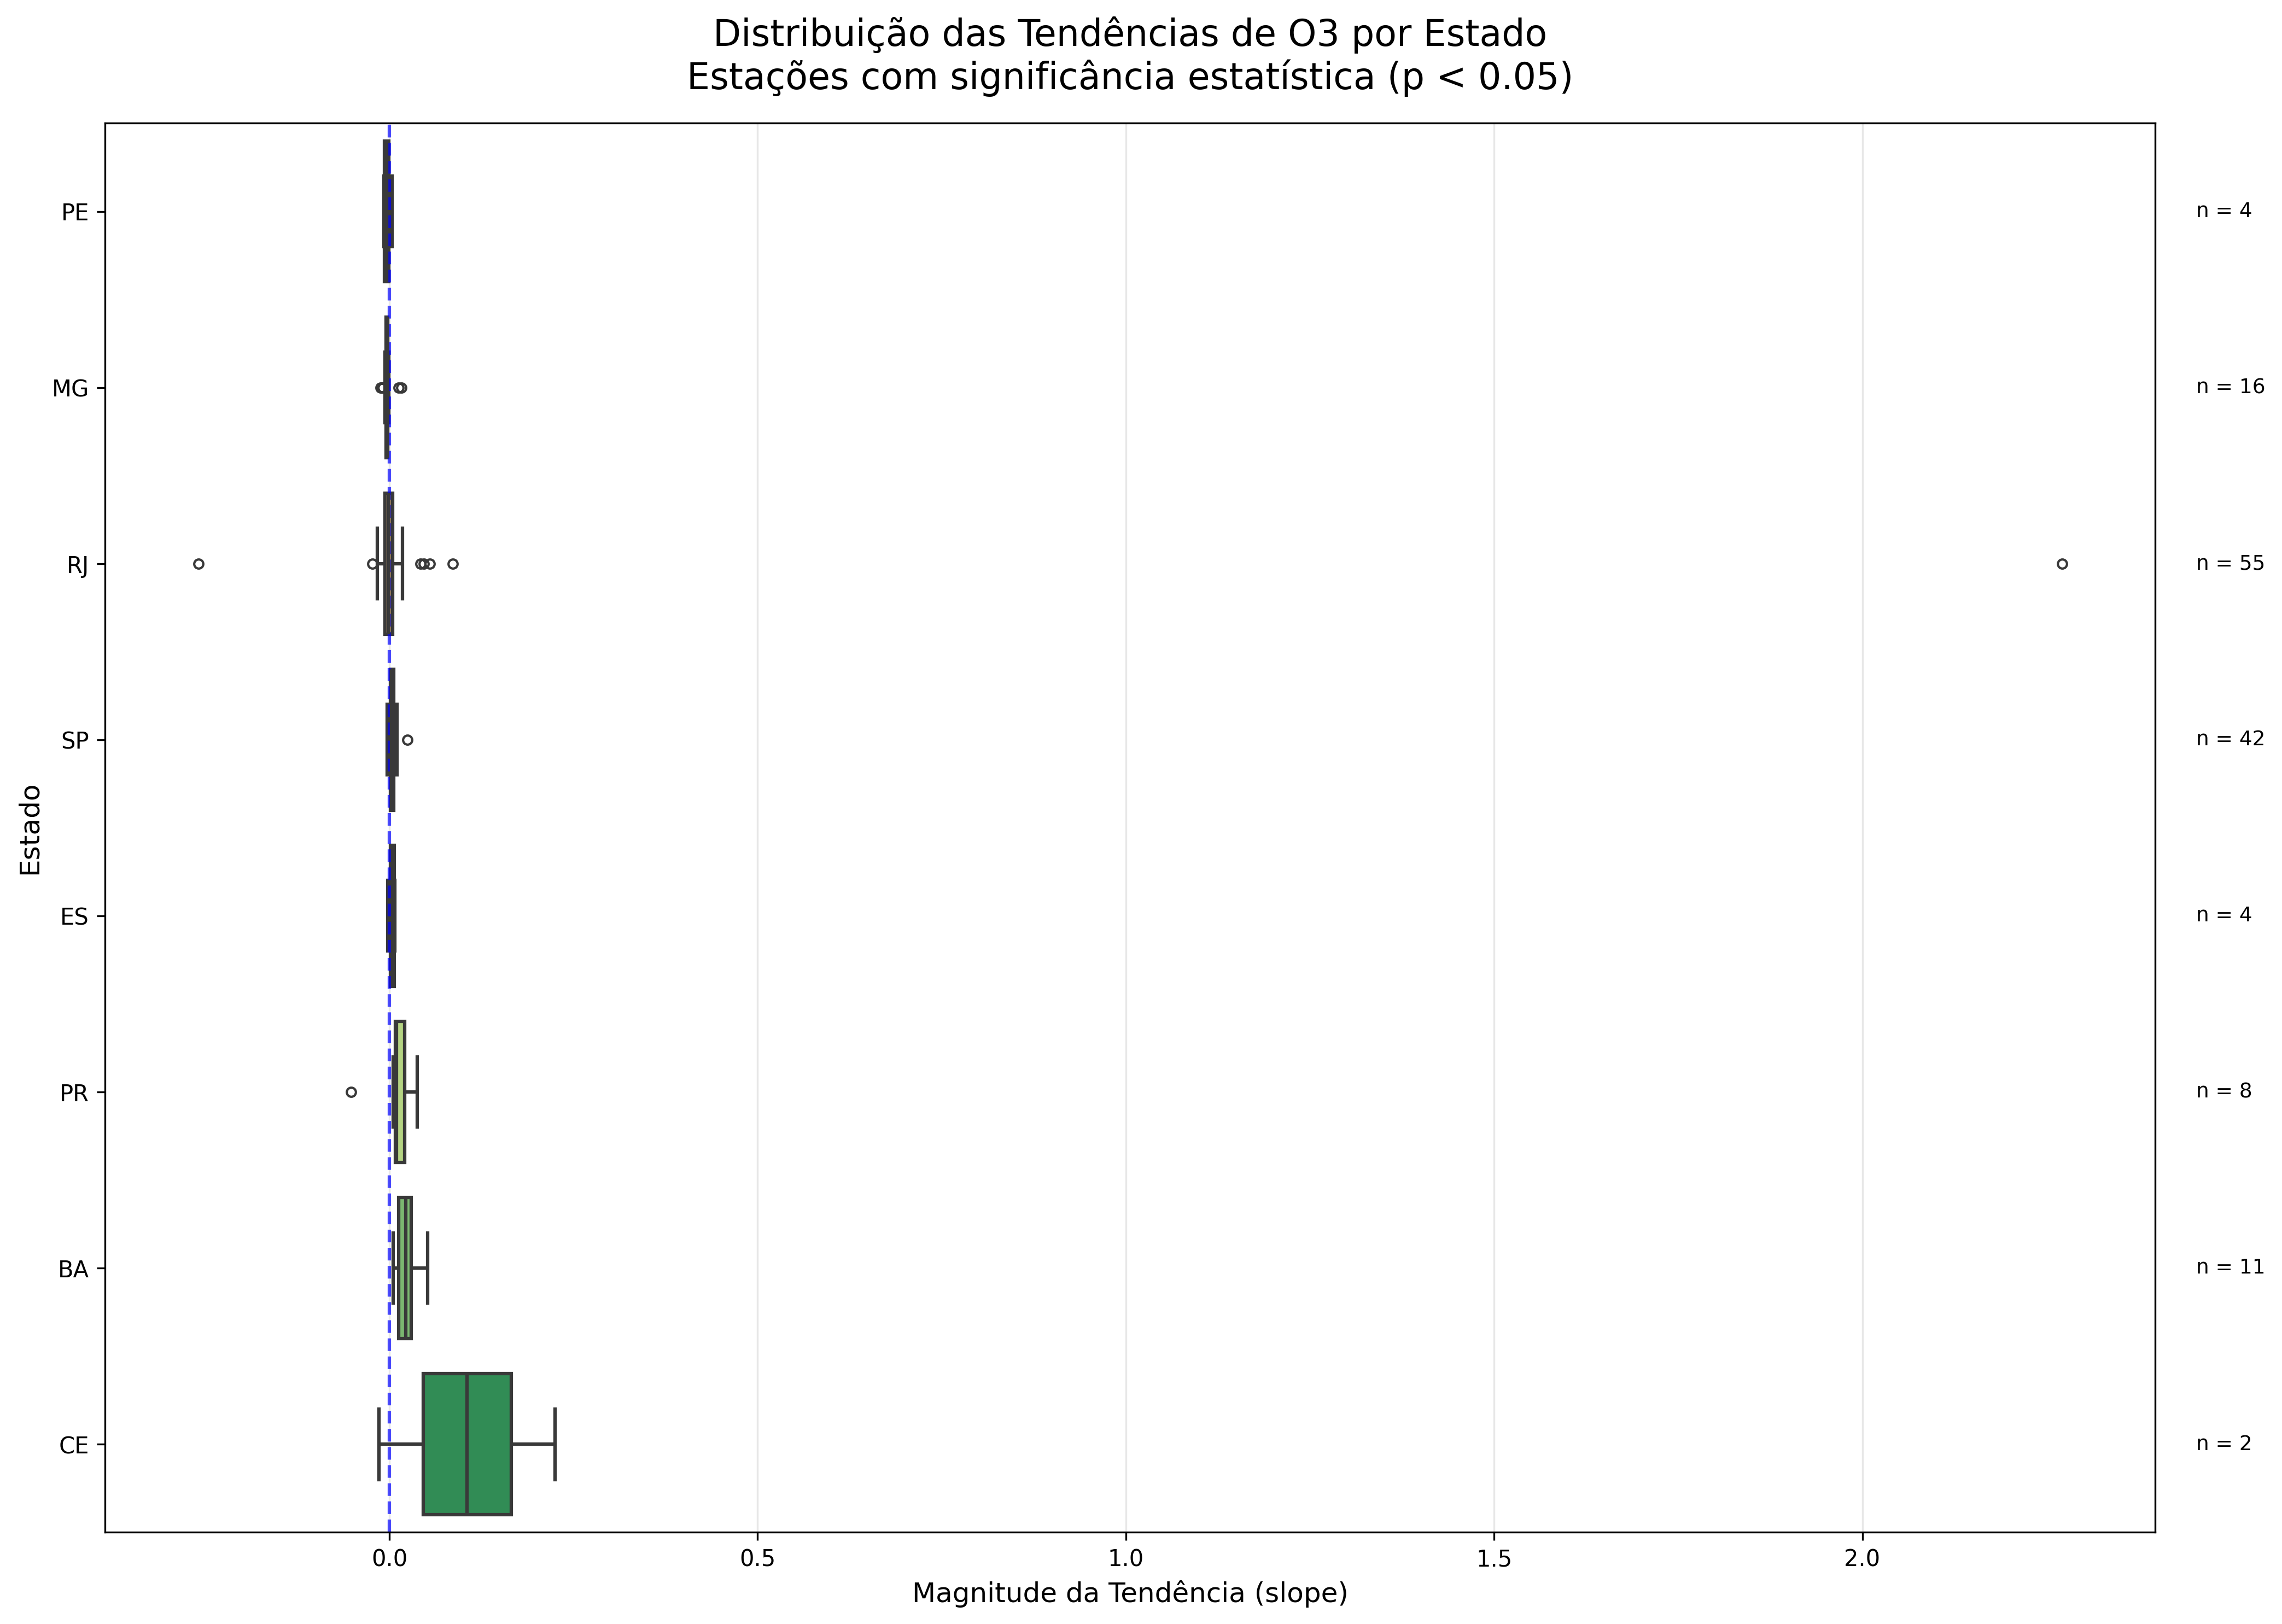 Distribuição das Tendências de O3 por Estado
Estações com significância estatística (p < 0.05)
Estado
PE
n = 4
MG
n = 16
RJ
n = 55
SP
n = 42
ES
n = 4
PR
n = 8
BA
n = 11
CE
n = 2
0.0 0.5 1.0 1.5 2.0
Magnitude da Tendência (slope)